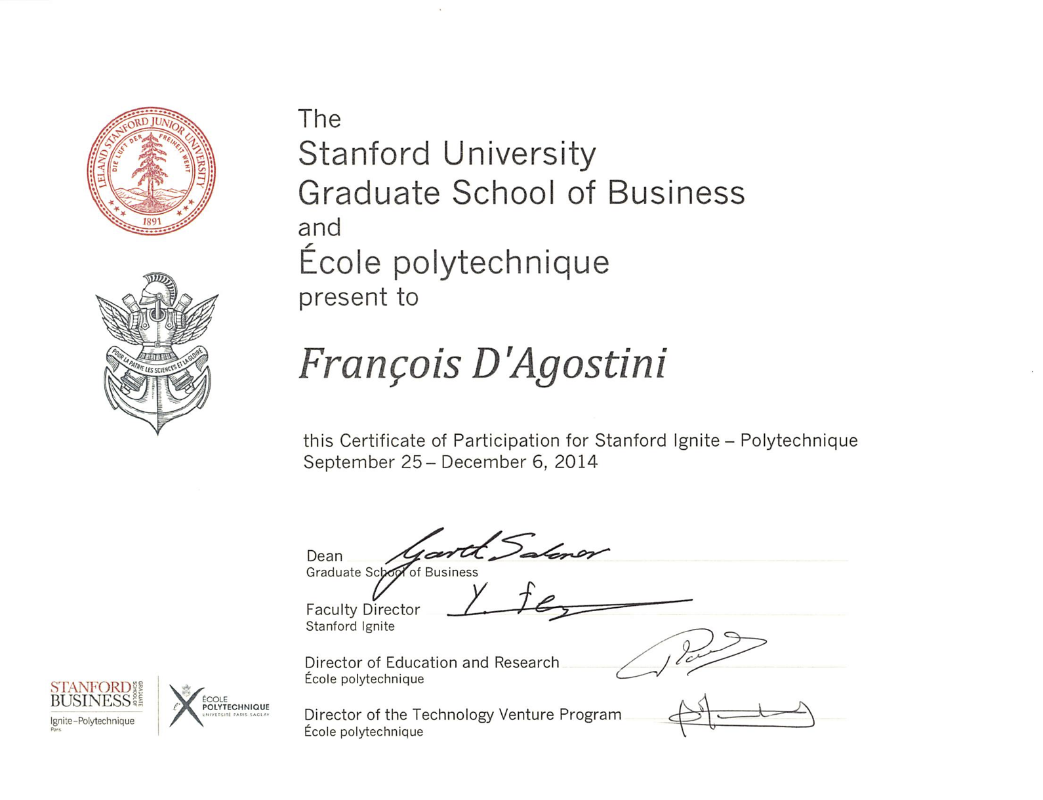 LELAND STANFORD JUNIOR UNIVERSITY
DIE LUFT DER FREIHEIT WEHT
1891
POUR LA PATRIE LES SCIENCES ET LA GLOIRE
The
Stanford University
Graduate School of Business
and
École polytechnique
present to
François D'Agostini
this Certificate of Participation for Stanford Ignite – Polytechnique
September 25 – December 6, 2014
Dean
Graduate School of Business
Faculty Director
Stanford Ignite
Director of Education and Research
École polytechnique
Director of the Technology Venture Program
École polytechnique
STANFORD
BUSINESS
GRADUATE
SCHOOL OF
Ignite–Polytechnique
Paris
ÉCOLE
POLYTECHNIQUE
UNIVERSITÉ PARIS-SACLAY